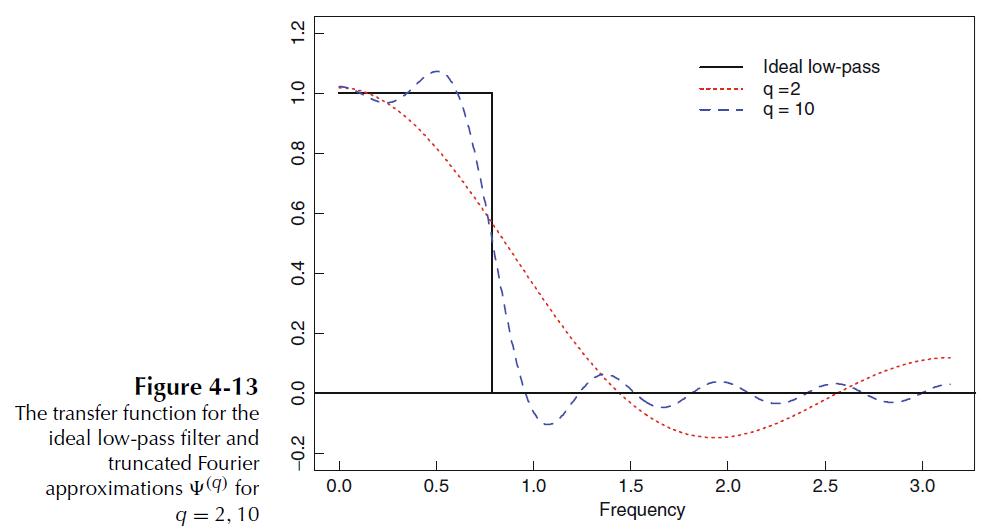 1.2
1.0
0.8
0.6
0.4
0.2
0.0
−0.2
Ideal low-pass
q =2
q = 10
0.0 0.5 1.0 1.5 2.0 2.5 3.0
Frequency
Figure 4-13
The transfer function for the
ideal low-pass filter and
truncated Fourier
approximations Ψ(q) for
q = 2, 10